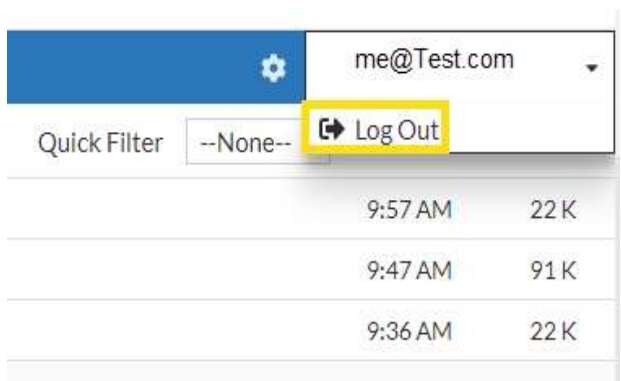 me@Test.com
Log Out
Quick Filter --None--
9:57 AM 22 K
9:47 AM 91 K
9:36 AM 22 K